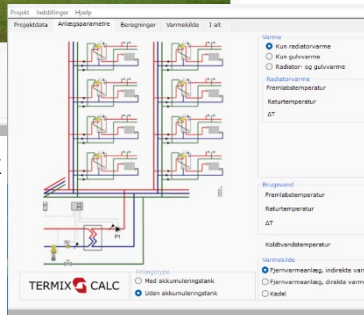 Projekt Indstillinger Hjælp
Projektdata Anlægsparametre Beregninger Varmekilde I alt
Varme
Kun radiatorvarme
Kun gulvvarme
Radiator- og gulvvarme
Radiatorvarme
Fremløbstemperatur
Returtemperatur
ΔT
Brugsvand
Fremløbstemperatur
Returtemperatur
ΔT
Koldtvandstemperatur
Varmekilde
Fjernvarmeanlæg, indirekte var
Fjernvarmeanlæg, direkte varm
Kedel
P1
Anlægstype
Med akkumuleringstank
Uden akkumuleringstank
TERMIX CALC